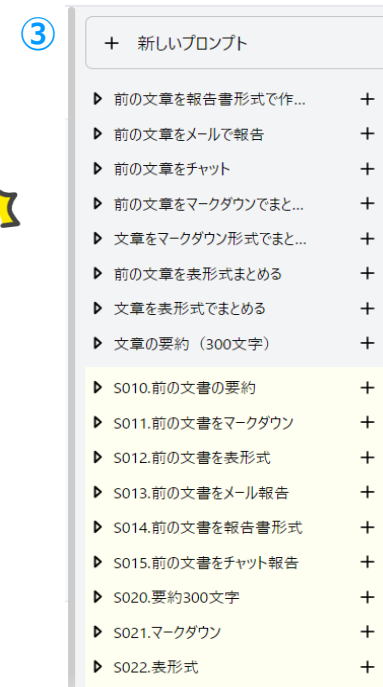 ③
+ 新しいプロンプト
前の文章を報告書形式で作... +
前の文章をメールで報告 +
前の文章をチャット +
前の文章をマークダウンでまと... +
文章をマークダウン形式でまと... +
前の文章を表形式まとめる +
文章を表形式でまとめる +
文章の要約（300文字） +
S010.前の文書の要約 +
S011.前の文書をマークダウン +
S012.前の文書を表形式 +
S013.前の文書をメール報告 +
S014.前の文書を報告書形式 +
S015.前の文書をチャット報告 +
S020.要約300文字 +
S021.マークダウン +
S022.表形式 +